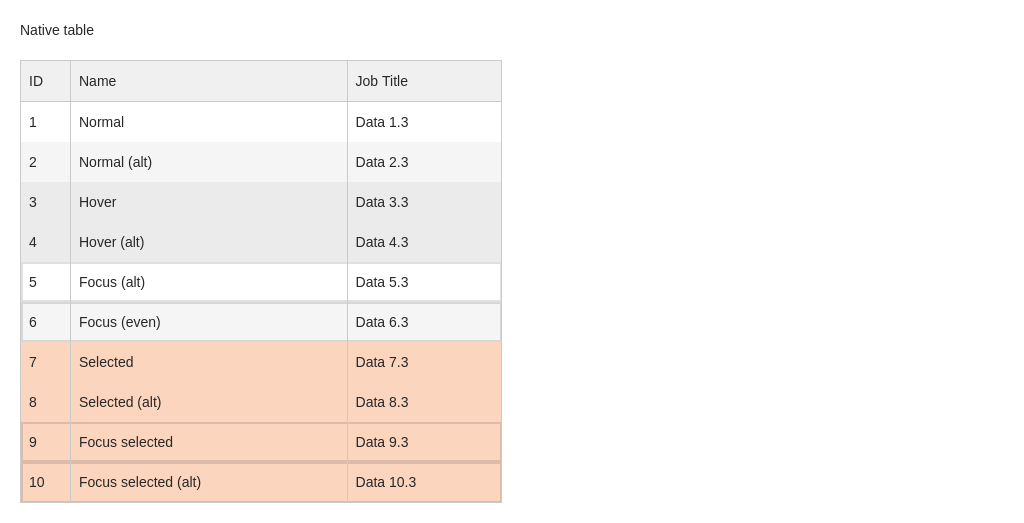 Native table
ID Name Job Title
1 Normal Data 1.3
2 Normal (alt) Data 2.3
3 Hover Data 3.3
4 Hover (alt) Data 4.3
5 Focus (alt) Data 5.3
6 Focus (even) Data 6.3
7 Selected Data 7.3
8 Selected (alt) Data 8.3
9 Focus selected Data 9.3
10 Focus selected (alt) Data 10.3